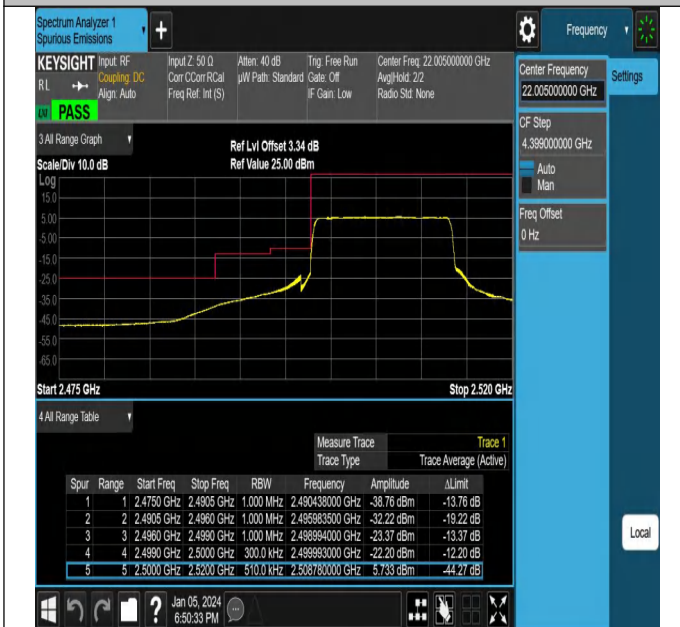 Spectrum Analyzer 1
Spurious Emissions
Frequency
KEYSIGHT
Input: RF
Coupling: DC
Align: Auto
Input Z: 50 Ω
Corr CCorr RCal
Freq Ref: Int (S)
Atten: 40 dB
µW Path: Standard
Trig: Free Run
Gate: Off
IF Gain: Low
Center Freq: 22.005000000 GHz
Avg|Hold: 2/2
Radio Std: None
R L
PASS
Center Frequency
22.005000000 GHz
Settings
CF Step
4.399000000 GHz
Auto
Man
Freq Offset
0 Hz
3 All Range Graph
Ref Lvl Offset 3.34 dB
Scale/Div 10.0 dB
Ref Value 25.00 dBm
Log
15.0
5.00
-5.00
-15.0
-25.0
-35.0
-45.0
-55.0
-65.0
Start 2.475 GHz
Stop 2.520 GHz
4 All Range Table
Measure Trace Trace 1
Trace Type Trace Average (Active)
Spur Range Start Freq Stop Freq RBW Frequency Amplitude ΔLimit
1 1 2.4750 GHz 2.4905 GHz 1.000 MHz 2.490438000 GHz -38.76 dBm -13.76 dB
2 2 2.4905 GHz 2.4960 GHz 1.000 MHz 2.495983500 GHz -32.22 dBm -19.22 dB
3 3 2.4960 GHz 2.4990 GHz 1.000 MHz 2.498994000 GHz -23.37 dBm -13.37 dB
4 4 2.4990 GHz 2.5000 GHz 300.0 kHz 2.499993000 GHz -22.20 dBm -12.20 dB
5 5 2.5000 GHz 2.5200 GHz 510.0 kHz 2.508780000 GHz 5.733 dBm -44.27 dB
Local
Jan 05, 2024
6:50:33 PM